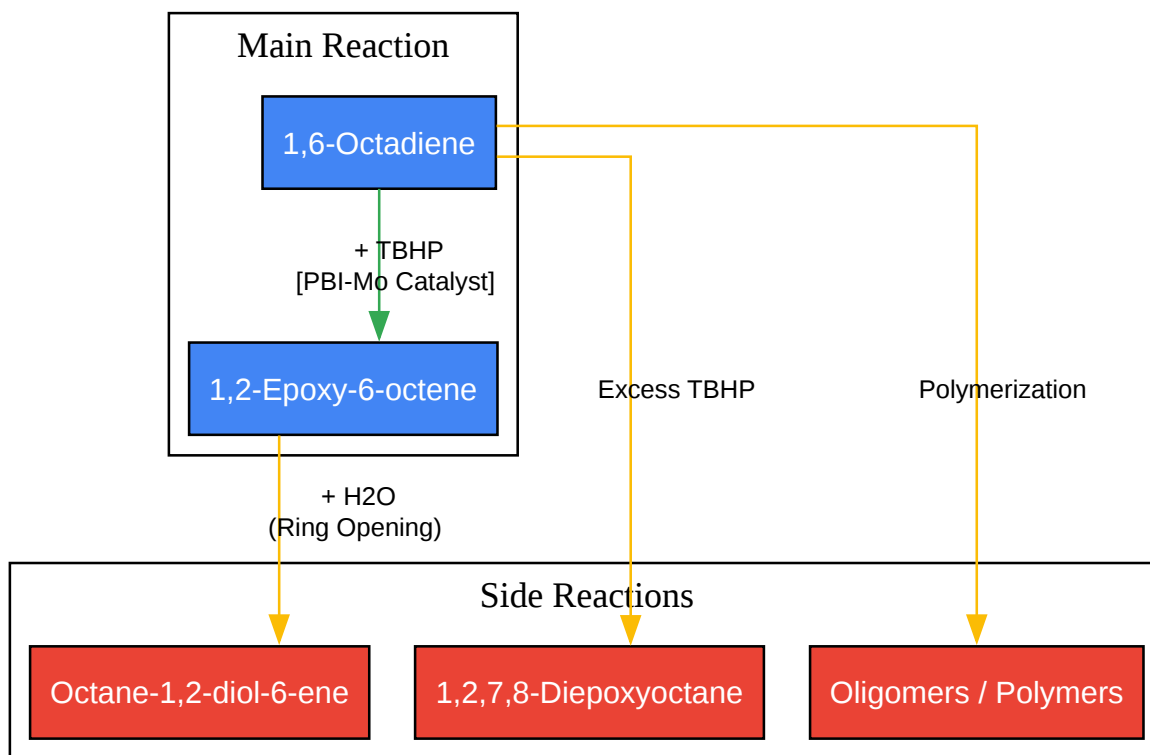 Main Reaction
1,6-Octadiene
+ TBHP
[PBI-Mo Catalyst]
1,2-Epoxy-6-octene
Excess TBHP
Polymerization
+ H2O
(Ring Opening)
Side Reactions
Octane-1,2-diol-6-ene
1,2,7,8-Diepoxyoctane
Oligomers / Polymers